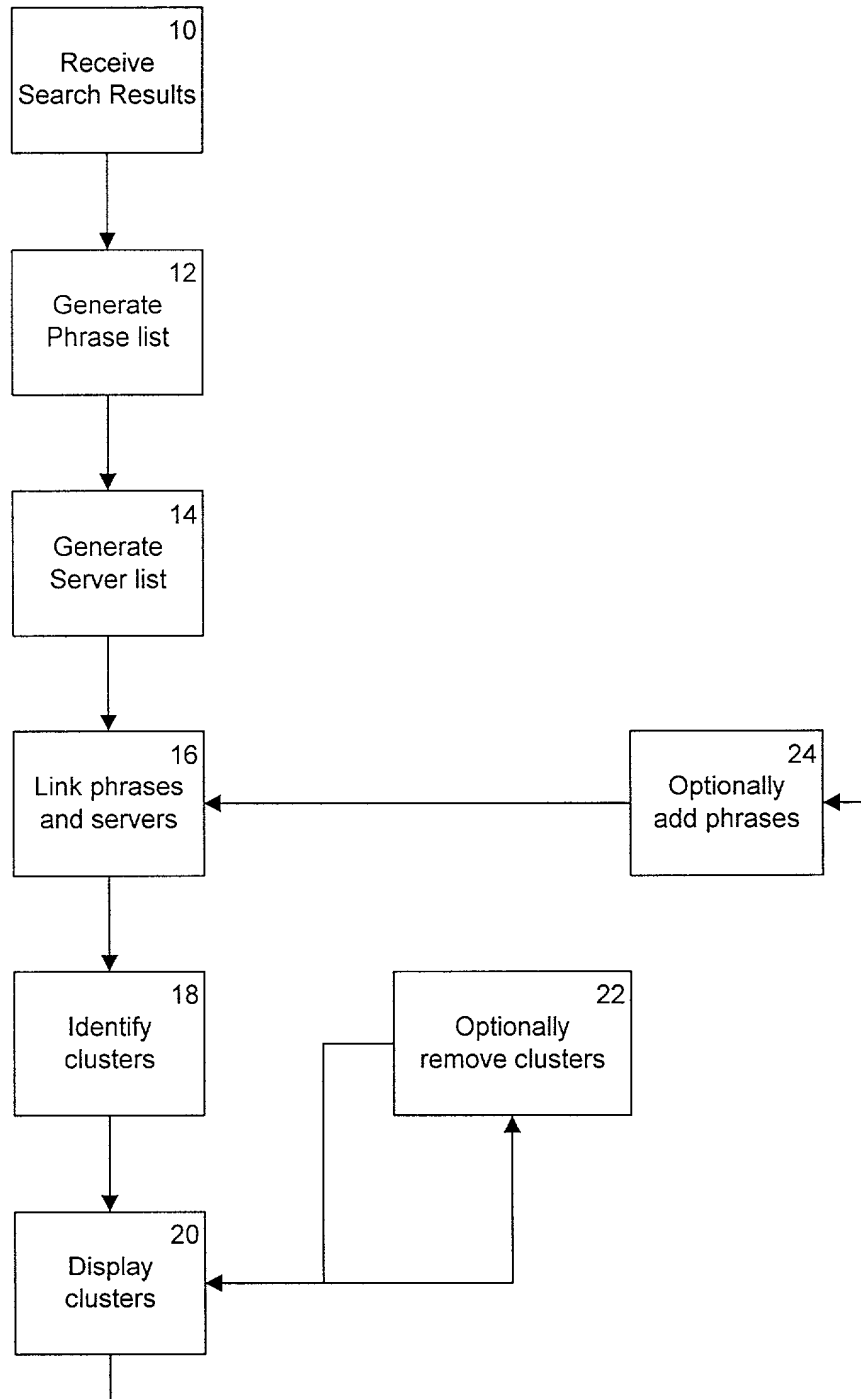 10
Receive
Search Results
12
Generate
Phrase list
14
Generate
Server list
16
Link phrases
and servers
24
Optionally
add phrases
18
Identify
clusters
22
Optionally
remove clusters
20
Display
clusters